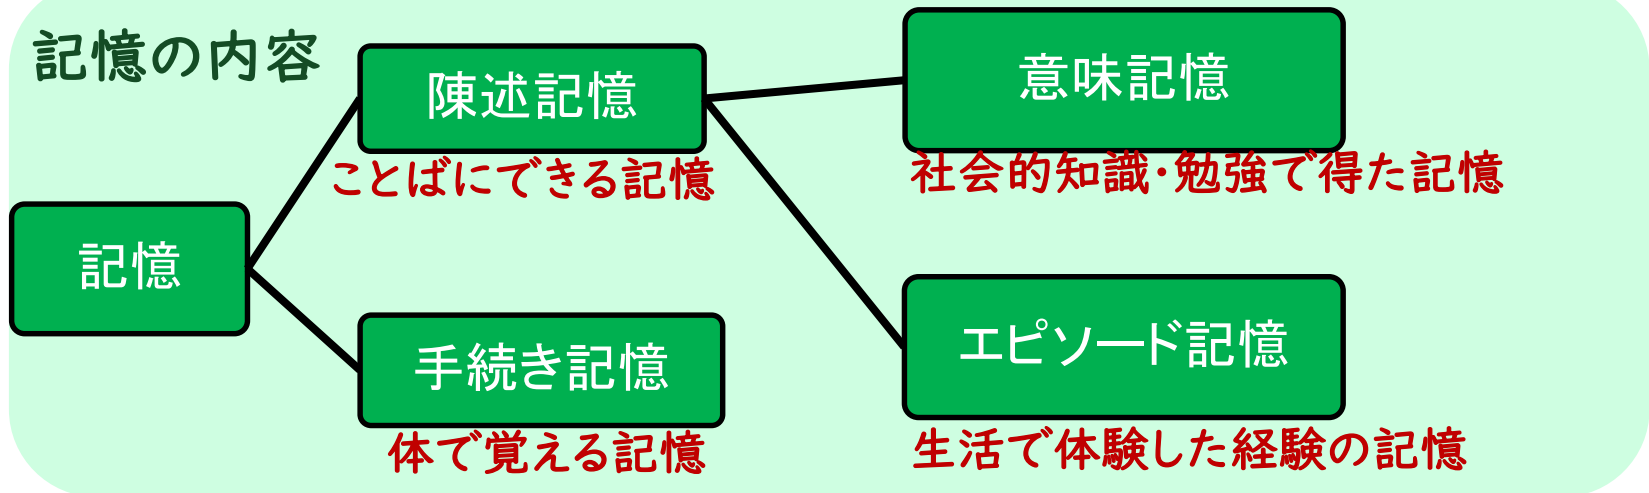 記憶の内容
記憶
陳述記憶
ことばにできる記憶
手続き記憶
体で覚える記憶
意味記憶
社会的知識・勉強で得た記憶
エピソード記憶
生活で体験した経験の記憶